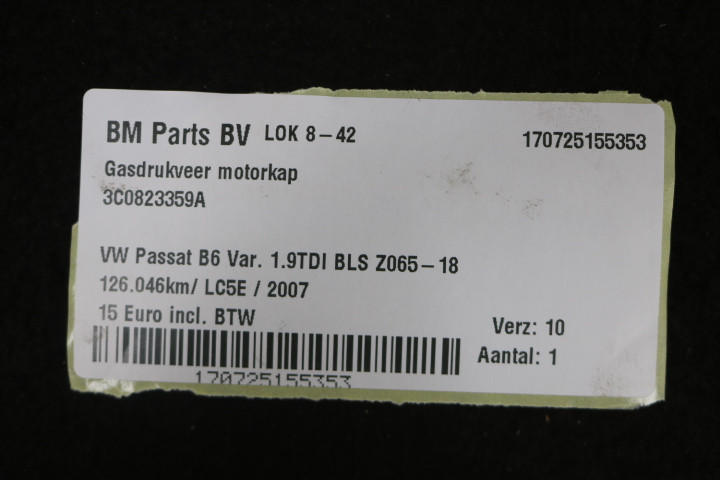 BM Parts BV LOK 8-42 170725155353
Gasdrukveer motorkap
3C0823359A
VW Passat B6 Var. 1.9TDI BLS Z065-18
126.046km/ LC5E / 2007
15 Euro incl. BTW
Verz: 10
Aantal: 1
170725155353